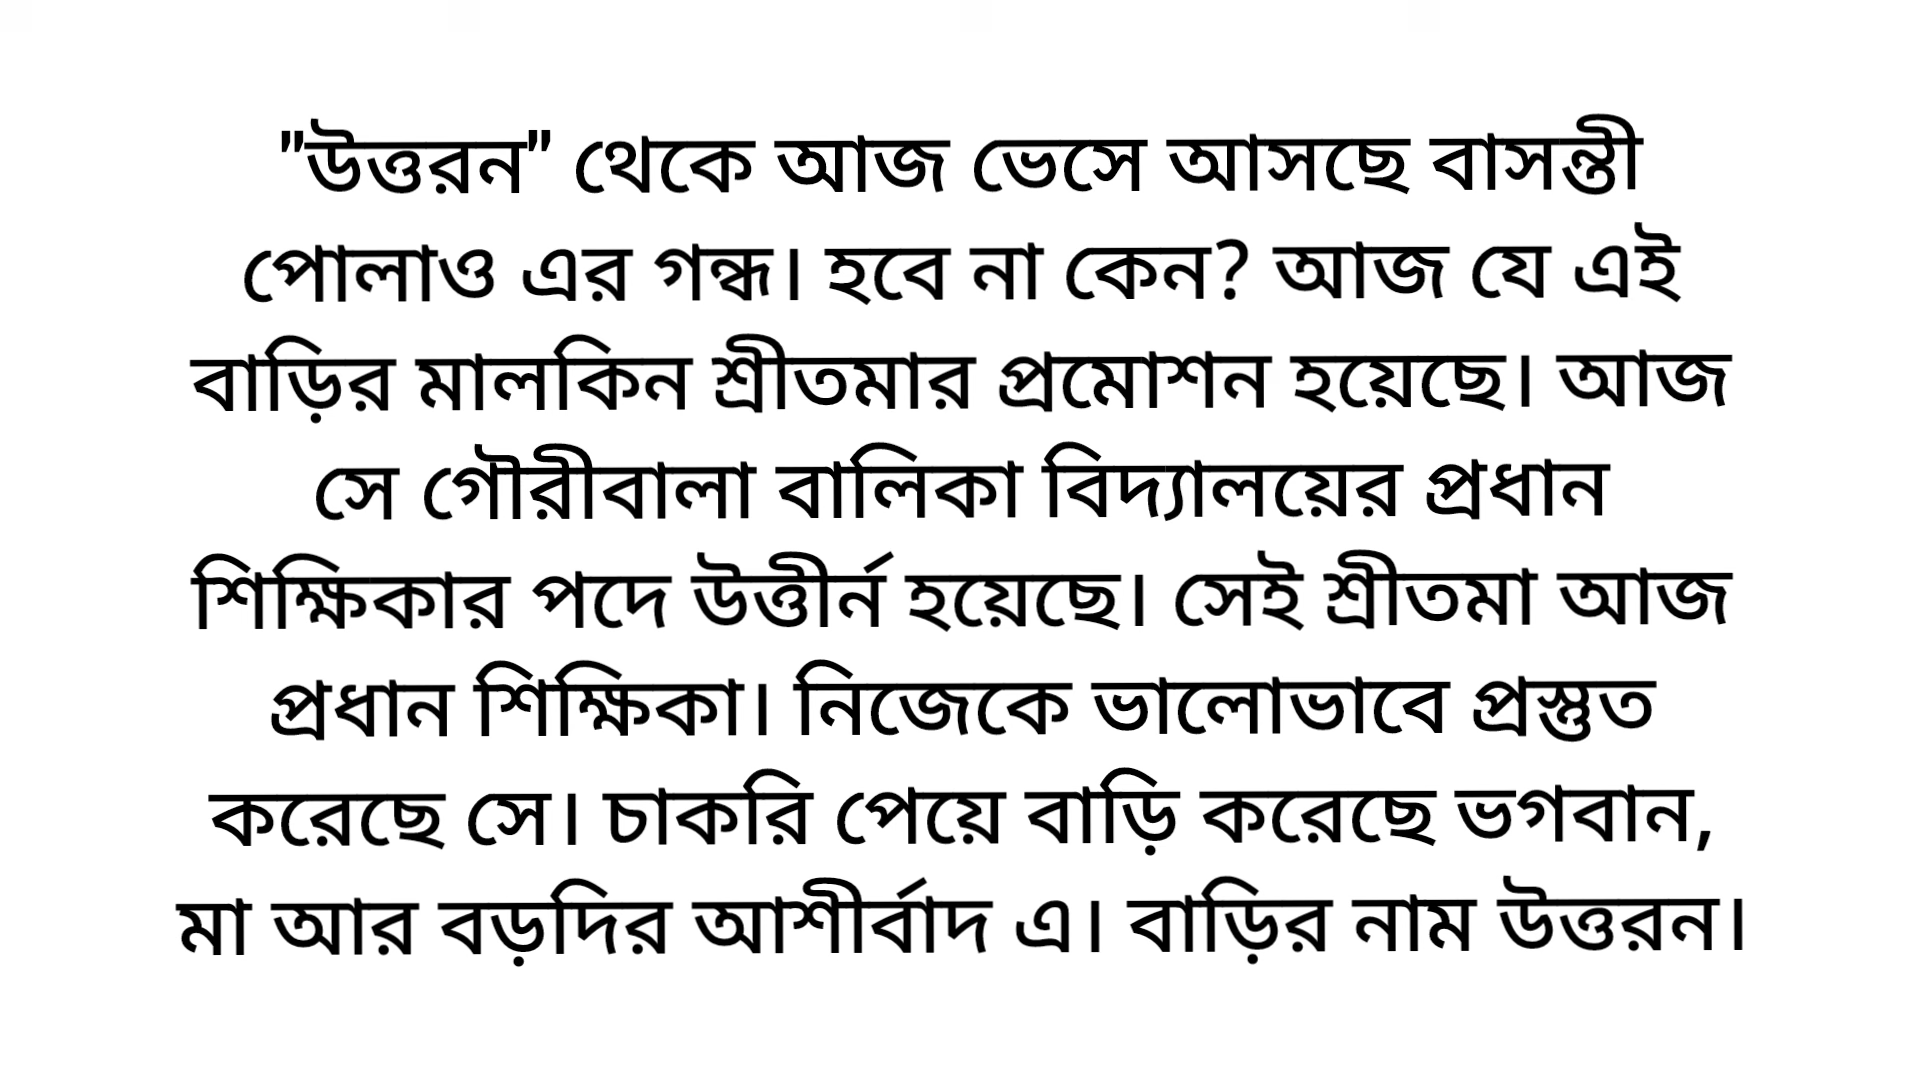 "উত্তরন" থেকে আজ ভেসে আসছে বাসন্তী
পোলাও এর গন্ধ। হবে না কেন? আজ যে এই
বাড়ির মালকিন শ্রীতমার প্রমোশন হয়েছে। আজ
সে গৌরীবালা বালিকা বিদ্যালয়ের প্রধান
শিক্ষিকার পদে উত্তীর্ন হয়েছে। সেই শ্রীতমা আজ
প্রধান শিক্ষিকা। নিজেকে ভালোভাবে প্রস্তুত
করেছে সে। চাকরি পেয়ে বাড়ি করেছে ভগবান,
মা আর বড়দির আশীর্বাদ এ। বাড়ির নাম উত্তরন।